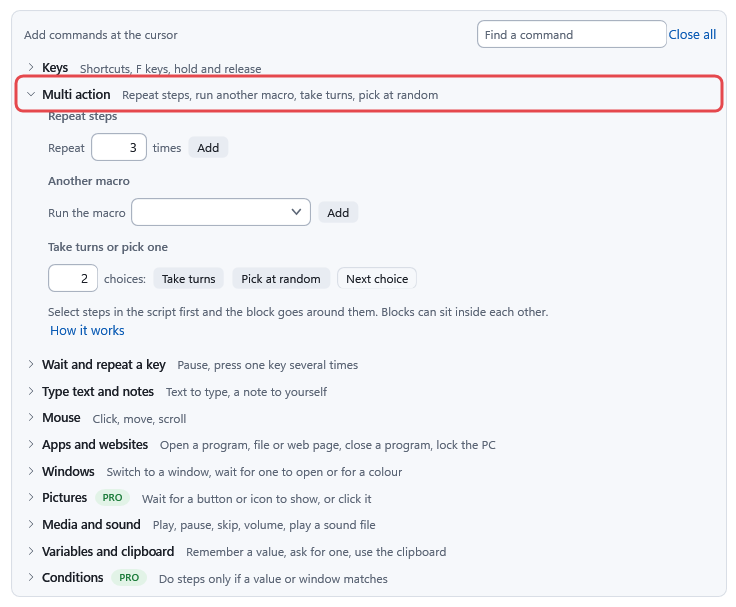 Add commands at the cursor Find a command Close all
Keys Shortcuts, F keys, hold and release
Multi action Repeat steps, run another macro, take turns, pick at random
Repeat steps
Repeat 3 times Add
Another macro
Run the macro Add
Take turns or pick one
2 choices: Take turns Pick at random Next choice
Select steps in the script first and the block goes around them. Blocks can sit inside each other.
How it works
Wait and repeat a key Pause, press one key several times
Type text and notes Text to type, a note to yourself
Mouse Click, move, scroll
Apps and websites Open a program, file or web page, close a program, lock the PC
Windows Switch to a window, wait for one to open or for a colour
Pictures PRO Wait for a button or icon to show, or click it
Media and sound Play, pause, skip, volume, play a sound file
Variables and clipboard Remember a value, ask for one, use the clipboard
Conditions PRO Do steps only if a value or window matches